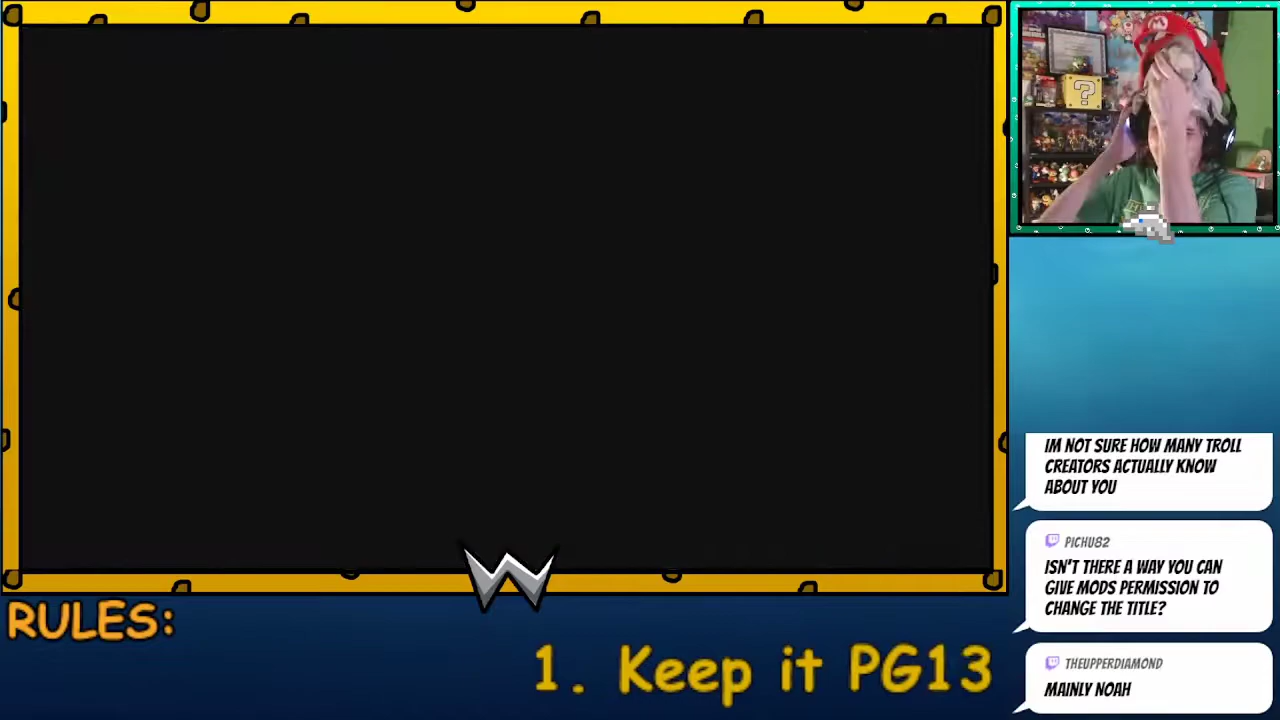 IM NOT SURE HOW MANY TROLL
CREATORS ACTUALLY KNOW
ABOUT YOU
PICHU82
ISN'T THERE A WAY YOU CAN
GIVE MODS PERMISSION TO
CHANGE THE TITLE?
THEUPPERDIAMOND
MAINLY NOAH
W
RULES:
1. Keep it PG13
M
?